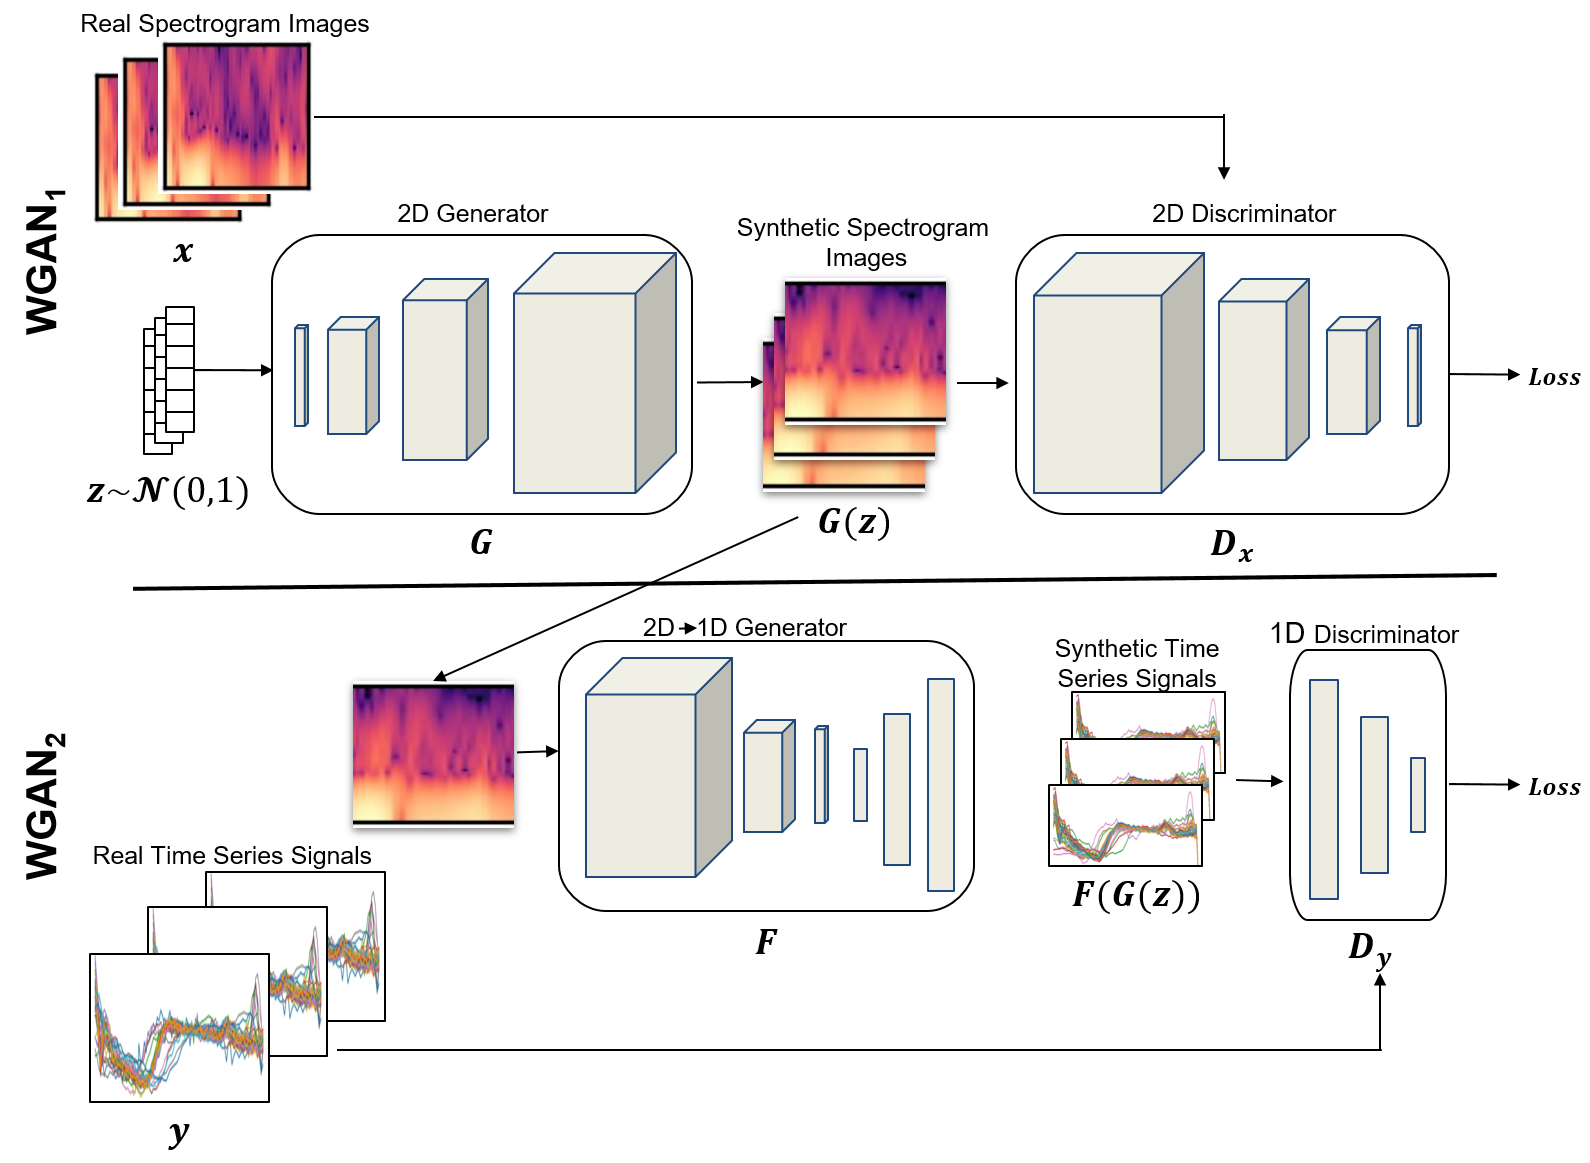 Real Spectrogram Images
WGAN1
x
2D Generator
Synthetic Spectrogram
Images
2D Discriminator
z~𝒩(0,1)
G
G(z)
Dx
Loss
WGAN2
2D→1D Generator
Synthetic Time
Series Signals
1D Discriminator
Loss
Real Time Series Signals
F
F(G(z))
Dy
y